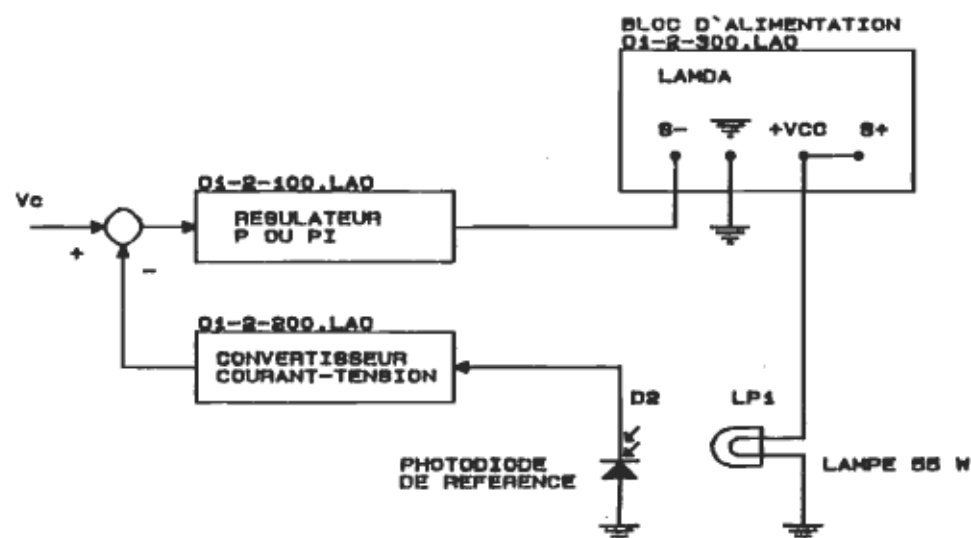 BLOC D`ALIMENTATION
D1-2-300.LAO
LAMDA
S- +VCC S+
D1-2-100.LAO
Vc
REGULATEUR
P OU PI
+
-
D1-2-200.LAO
CONVERTISSEUR
COURANT-TENSION
D2
LP1
PHOTODIODE
DE REFERENCE
LAMPE 55 W